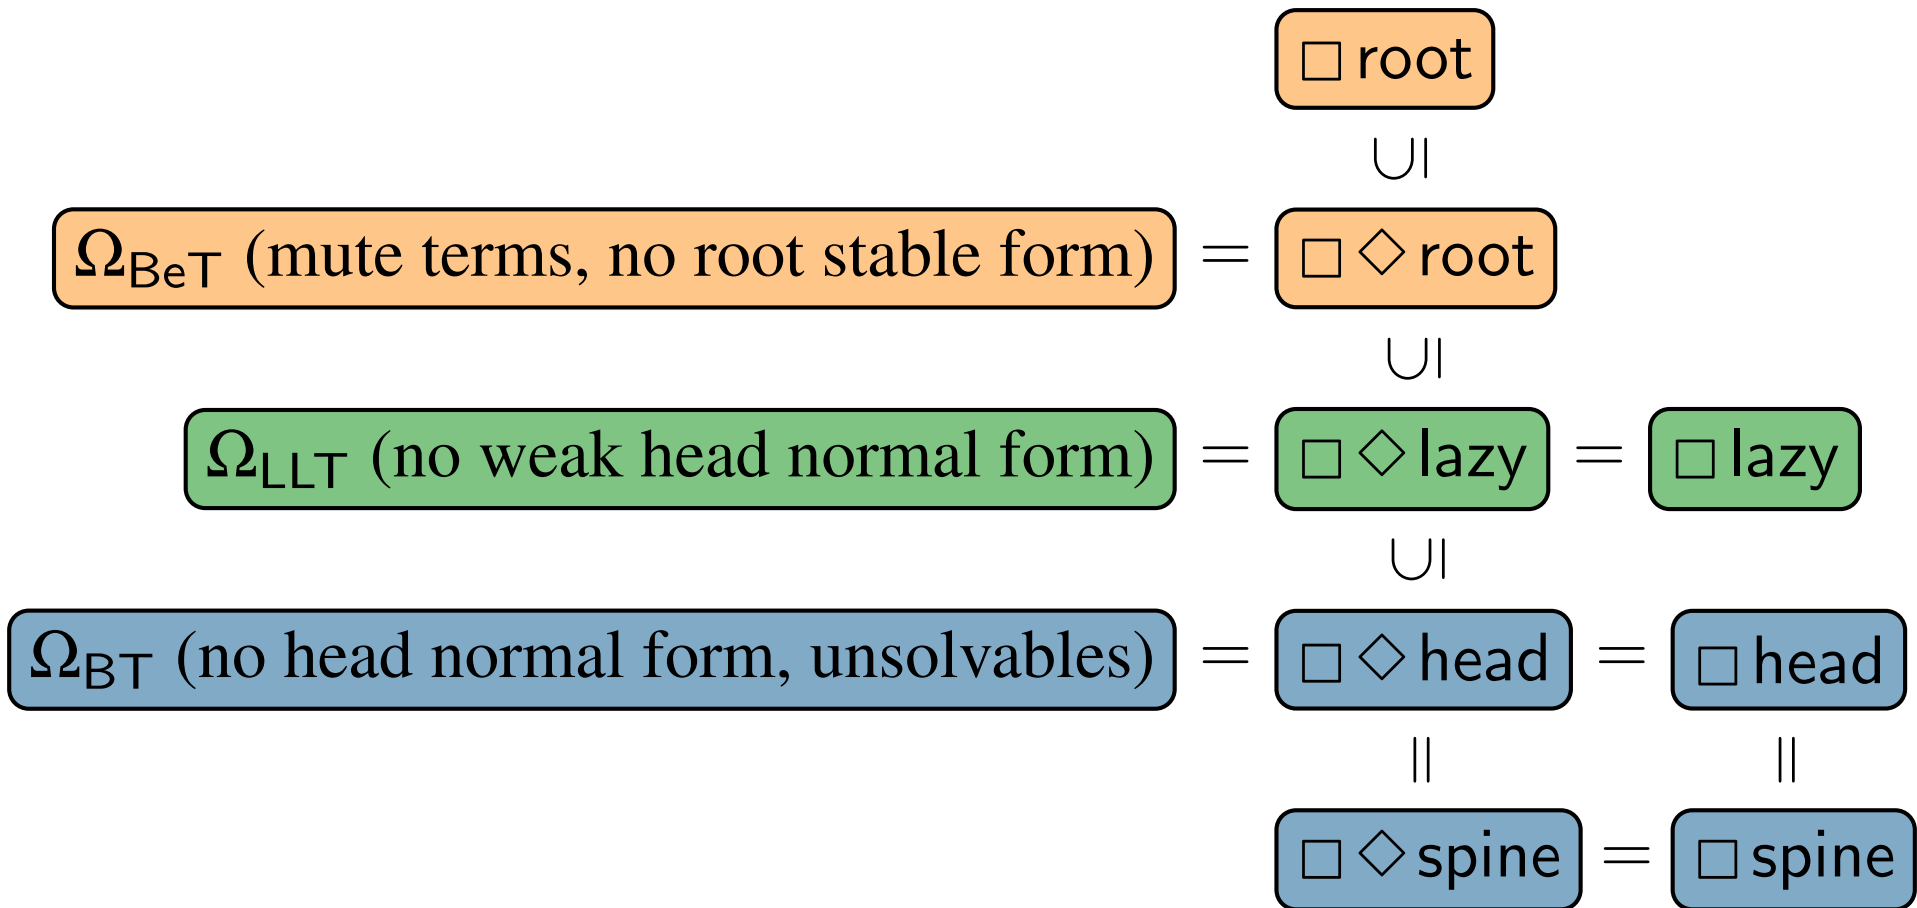 □ root
∪|
Ω_BeT (mute terms, no root stable form) = □ ◇ root
∪|
Ω_LLT (no weak head normal form) = □ ◇ lazy = □ lazy
∪|
Ω_BT (no head normal form, unsolvables) = □ ◇ head = □ head
|| ||
□ ◇ spine = □ spine